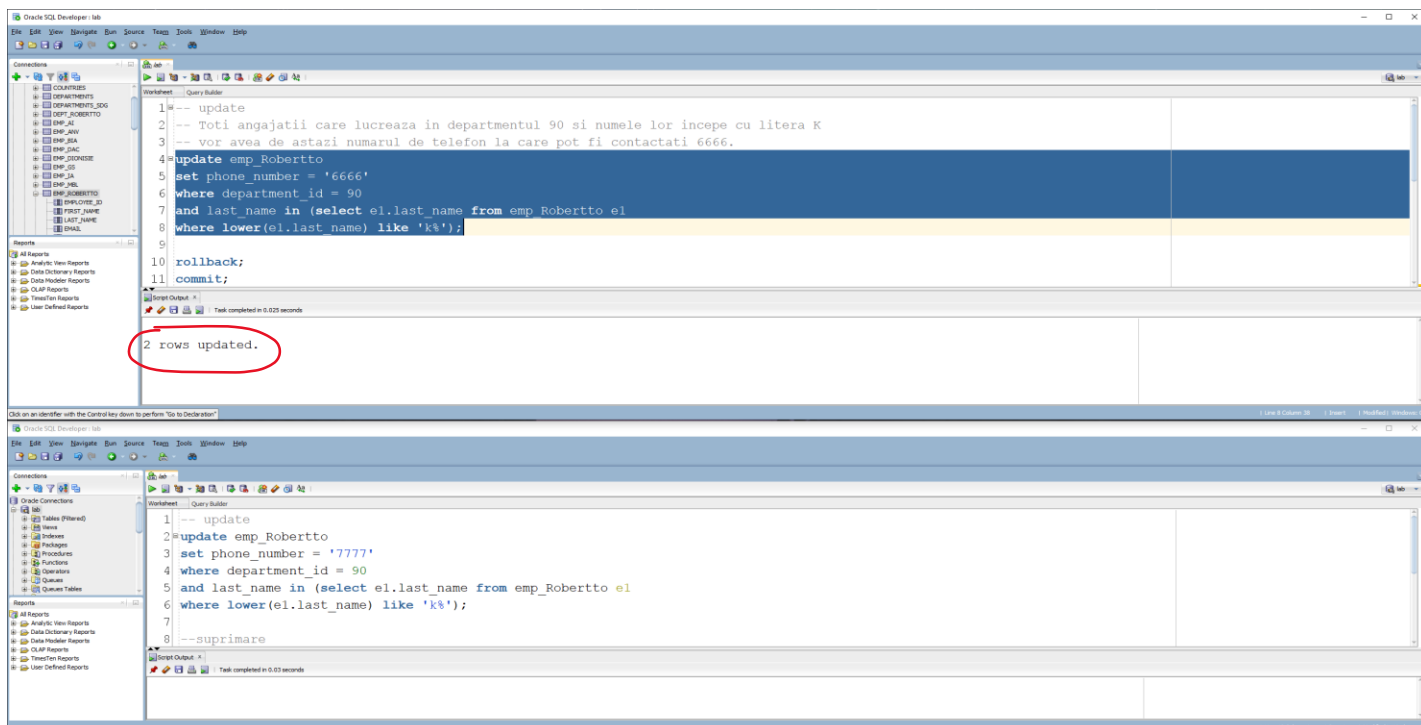 Oracle SQL Developer : lab
File Edit View Navigate Run Source Team Tools Window Help
Connections
COUNTRIES
DEPARTMENTS
DEPARTMENTS_SDG
DEPT_ROBERTTO
EMP_AI
EMP_ANV
EMP_BIA
EMP_DAC
EMP_DIONISIE
EMP_GS
EMP_IA
EMP_MBL
EMP_ROBERTTO
EMPLOYEE_ID
FIRST_NAME
LAST_NAME
EMAIL
Reports
All Reports
Analytic View Reports
Data Dictionary Reports
Data Modeler Reports
OLAP Reports
TimesTen Reports
User Defined Reports
lab
lab
Worksheet Query Builder
1 -- update
2 -- Toti angajatii care lucreaza in departmentul 90 si numele lor incepe cu litera K
3 -- vor avea de astazi numarul de telefon la care pot fi contactati 6666.
4 update emp_Robertto
5 set phone_number = '6666'
6 where department_id = 90
7 and last_name in (select e1.last_name from emp_Robertto e1
8 where lower(e1.last_name) like 'k%');
9
10 rollback;
11 commit;
Script Output ×
Task completed in 0.025 seconds
2 rows updated.
Click on an identifier with the Control key down to perform "Go to Declaration"
Line 8 Column 38 Insert Modified Windows:
Oracle SQL Developer : lab
File Edit View Navigate Run Source Team Tools Window Help
Connections
Oracle Connections
lab
Tables (Filtered)
Views
Indexes
Packages
Procedures
Functions
Operators
Queues
Queues Tables
Reports
All Reports
Analytic View Reports
Data Dictionary Reports
Data Modeler Reports
OLAP Reports
TimesTen Reports
User Defined Reports
lab
lab
Worksheet Query Builder
1 -- update
2 update emp_Robertto
3 set phone_number = '7777'
4 where department_id = 90
5 and last_name in (select e1.last_name from emp_Robertto e1
6 where lower(e1.last_name) like 'k%');
7
8 --suprimare
Script Output ×
Task completed in 0.03 seconds